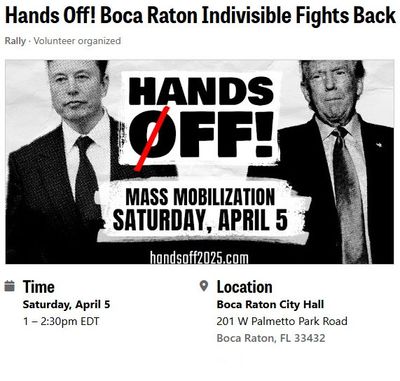 Hands Off! Boca Raton Indivisible Fights Back
Rally · Volunteer organized
HANDS
OFF!
MASS MOBILIZATION
SATURDAY, APRIL 5
handsoff2025.com
Time
Saturday, April 5
1 – 2:30pm EDT
Location
Boca Raton City Hall
201 W Palmetto Park Road
Boca Raton, FL 33432